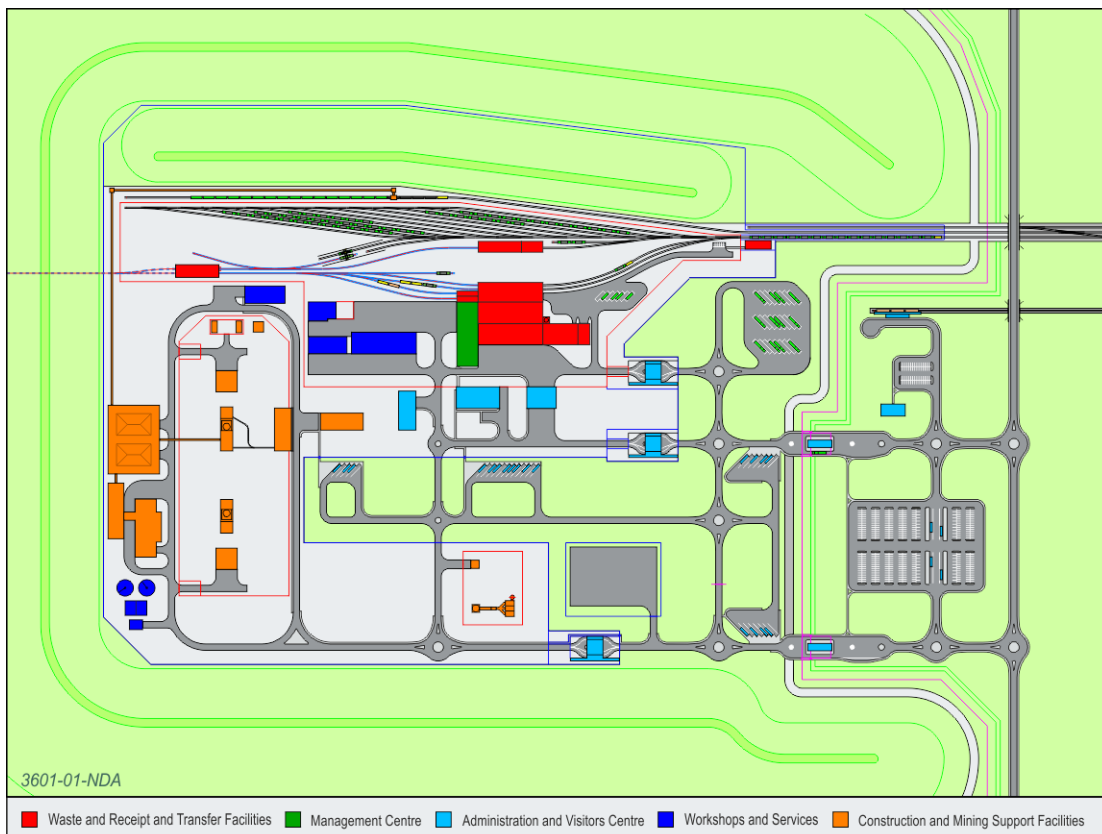 3601-01-NDA
Waste and Receipt and Transfer Facilities Management Centre Administration and Visitors Centre Workshops and Services Construction and Mining Support Facilities